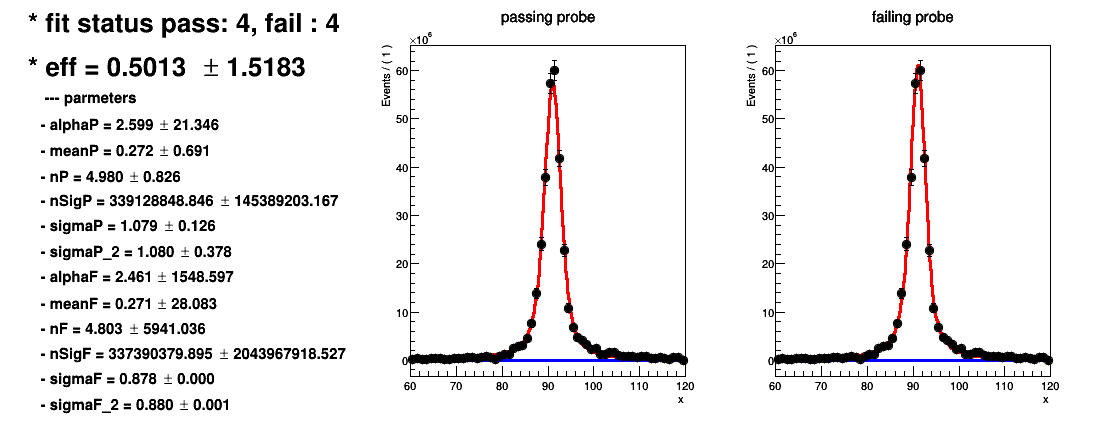 * fit status pass: 4, fail : 4
* eff = 0.5013 ± 1.5183
--- parmeters
- alphaP = 2.599 ± 21.346
- meanP = 0.272 ± 0.691
- nP = 4.980 ± 0.826
- nSigP = 339128848.846 ± 145389203.167
- sigmaP = 1.079 ± 0.126
- sigmaP_2 = 1.080 ± 0.378
- alphaF = 2.461 ± 1548.597
- meanF = 0.271 ± 28.083
- nF = 4.803 ± 5941.036
- nSigF = 337390379.895 ± 2043967918.527
- sigmaF = 0.878 ± 0.000
- sigmaF_2 = 0.880 ± 0.001
passing probe
×10⁶
Events / ( 1 )
60
50
40
30
20
10
0
60 70 80 90 100 110 120
x
failing probe
×10⁶
Events / ( 1 )
60
50
40
30
20
10
0
60 70 80 90 100 110 120
x